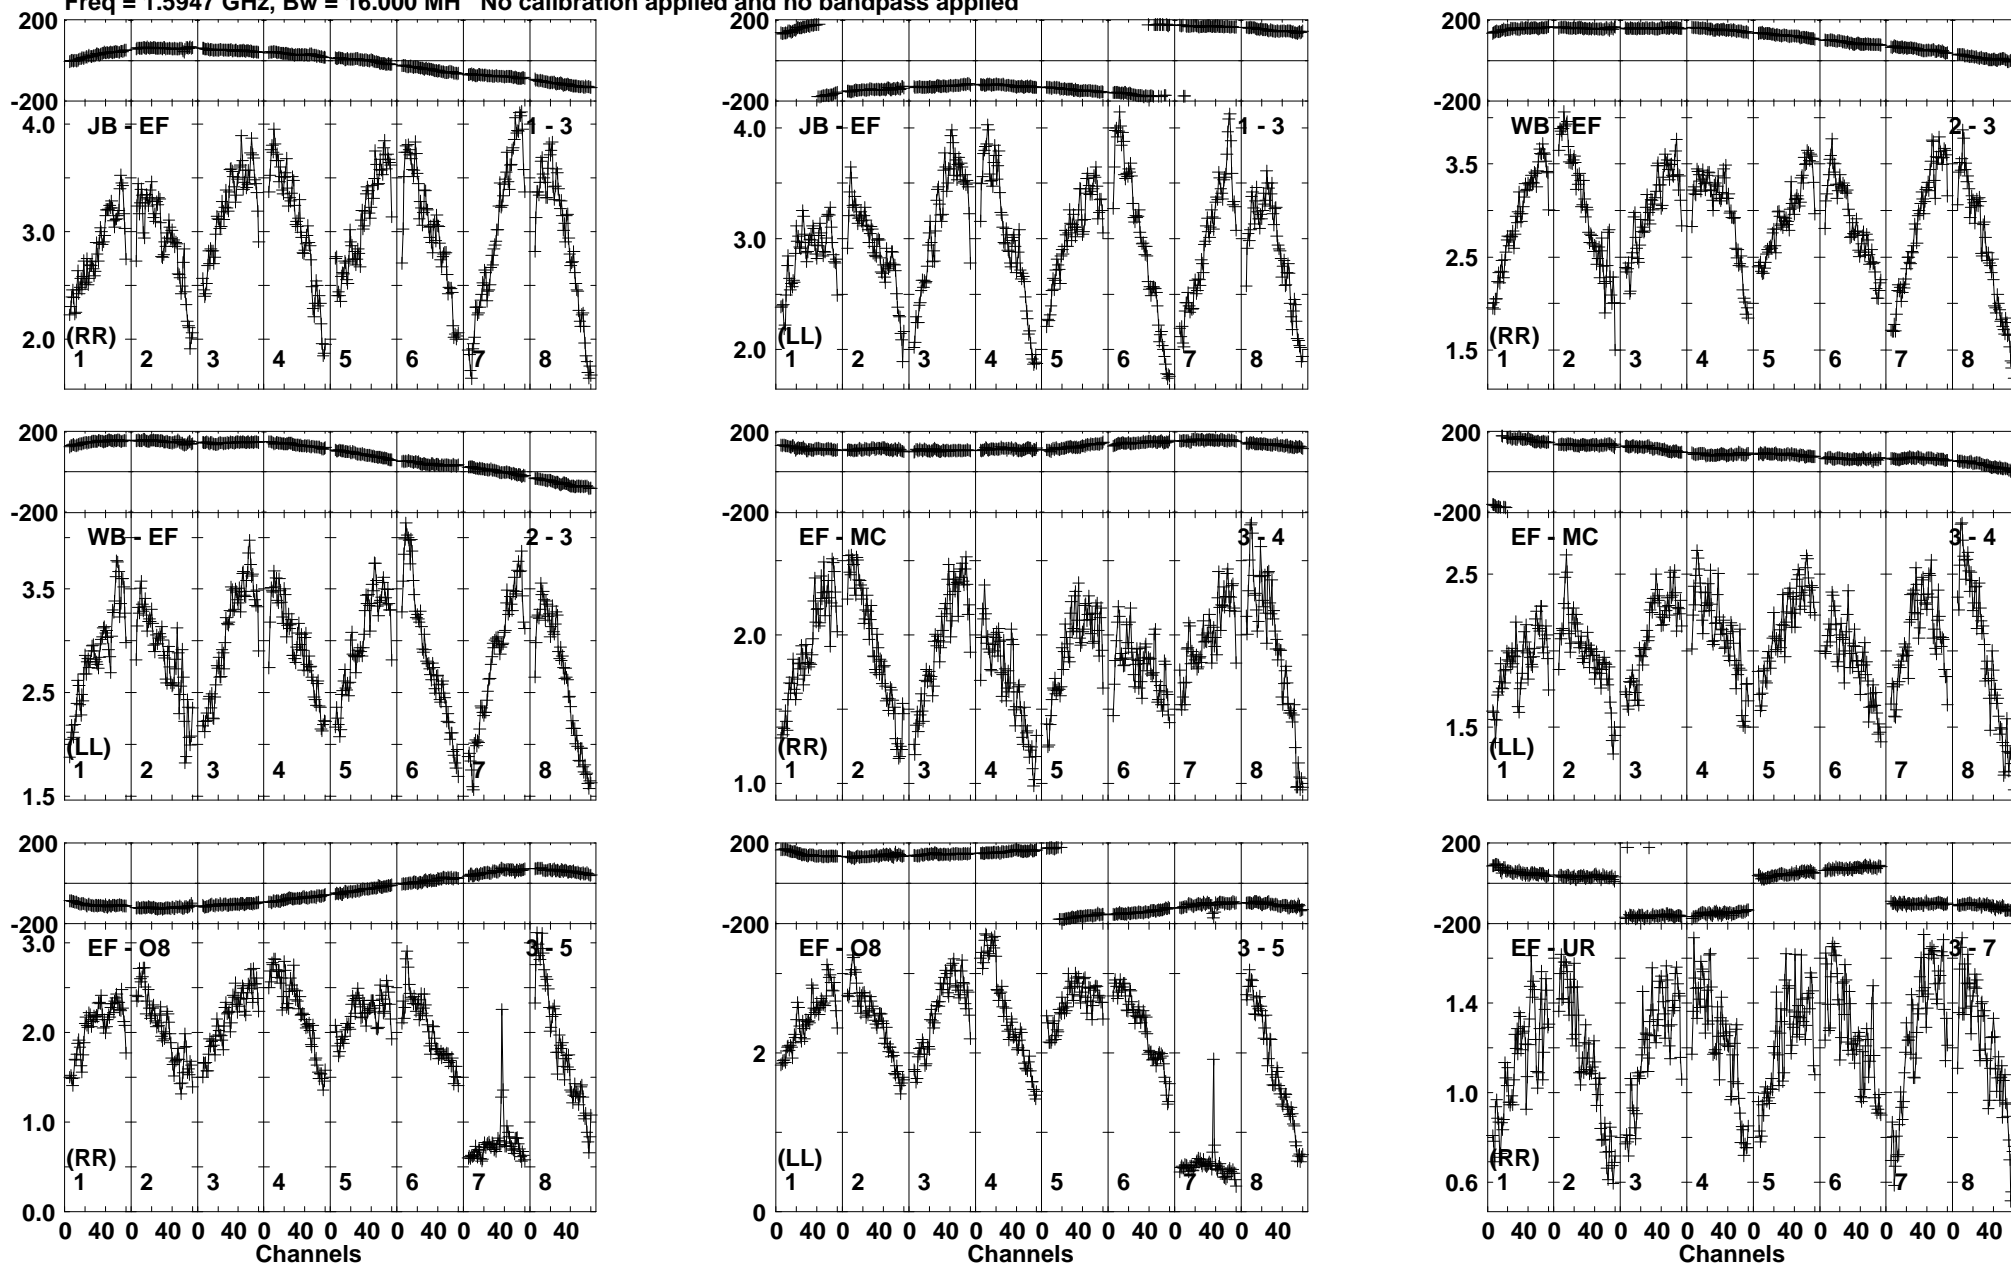 Freq = 1.5947 GHz, Bw = 16.000 MH No calibration applied and no bandpass applied
200 200 200
-200 -200 -200
JB - EF 1 - 3 JB - EF 1 - 3 WB - EF 2 - 3
4.0 4.0 3.5
3.0 3.0 2.5
2.0 2.0 1.5
(RR) (LL) (RR)
1 2 3 4 5 6 7 8 1 2 3 4 5 6 7 8 1 2 3 4 5 6 7 8
200 200 200
-200 -200 -200
WB - EF 2 - 3 EF - MC 3 - 4 EF - MC 3 - 4
3.5 2.0 2.5
2.5 1.0 1.5
1.5
(LL) (RR) (LL)
1 2 3 4 5 6 7 8 1 2 3 4 5 6 7 8 1 2 3 4 5 6 7 8
200 200 200
-200 -200 -200
EF - O8 3 - 5 EF - O8 3 - 5 EF - UR 3 - 7
3.0 2 1.4
2.0 0 1.0
1.0 0.6
0.0
(RR) (LL) (RR)
1 2 3 4 5 6 7 8 1 2 3 4 5 6 7 8 1 2 3 4 5 6 7 8
0 40 0 40 0 40 0 40 0 40 0 40 0 40 0 40 0 40 0 40 0 40 0 40 0 40 0 40 0 40 0 40 0 40 0 40 0 40 0 40 0 40 0 40 0 40 0 40
Channels Channels Channels